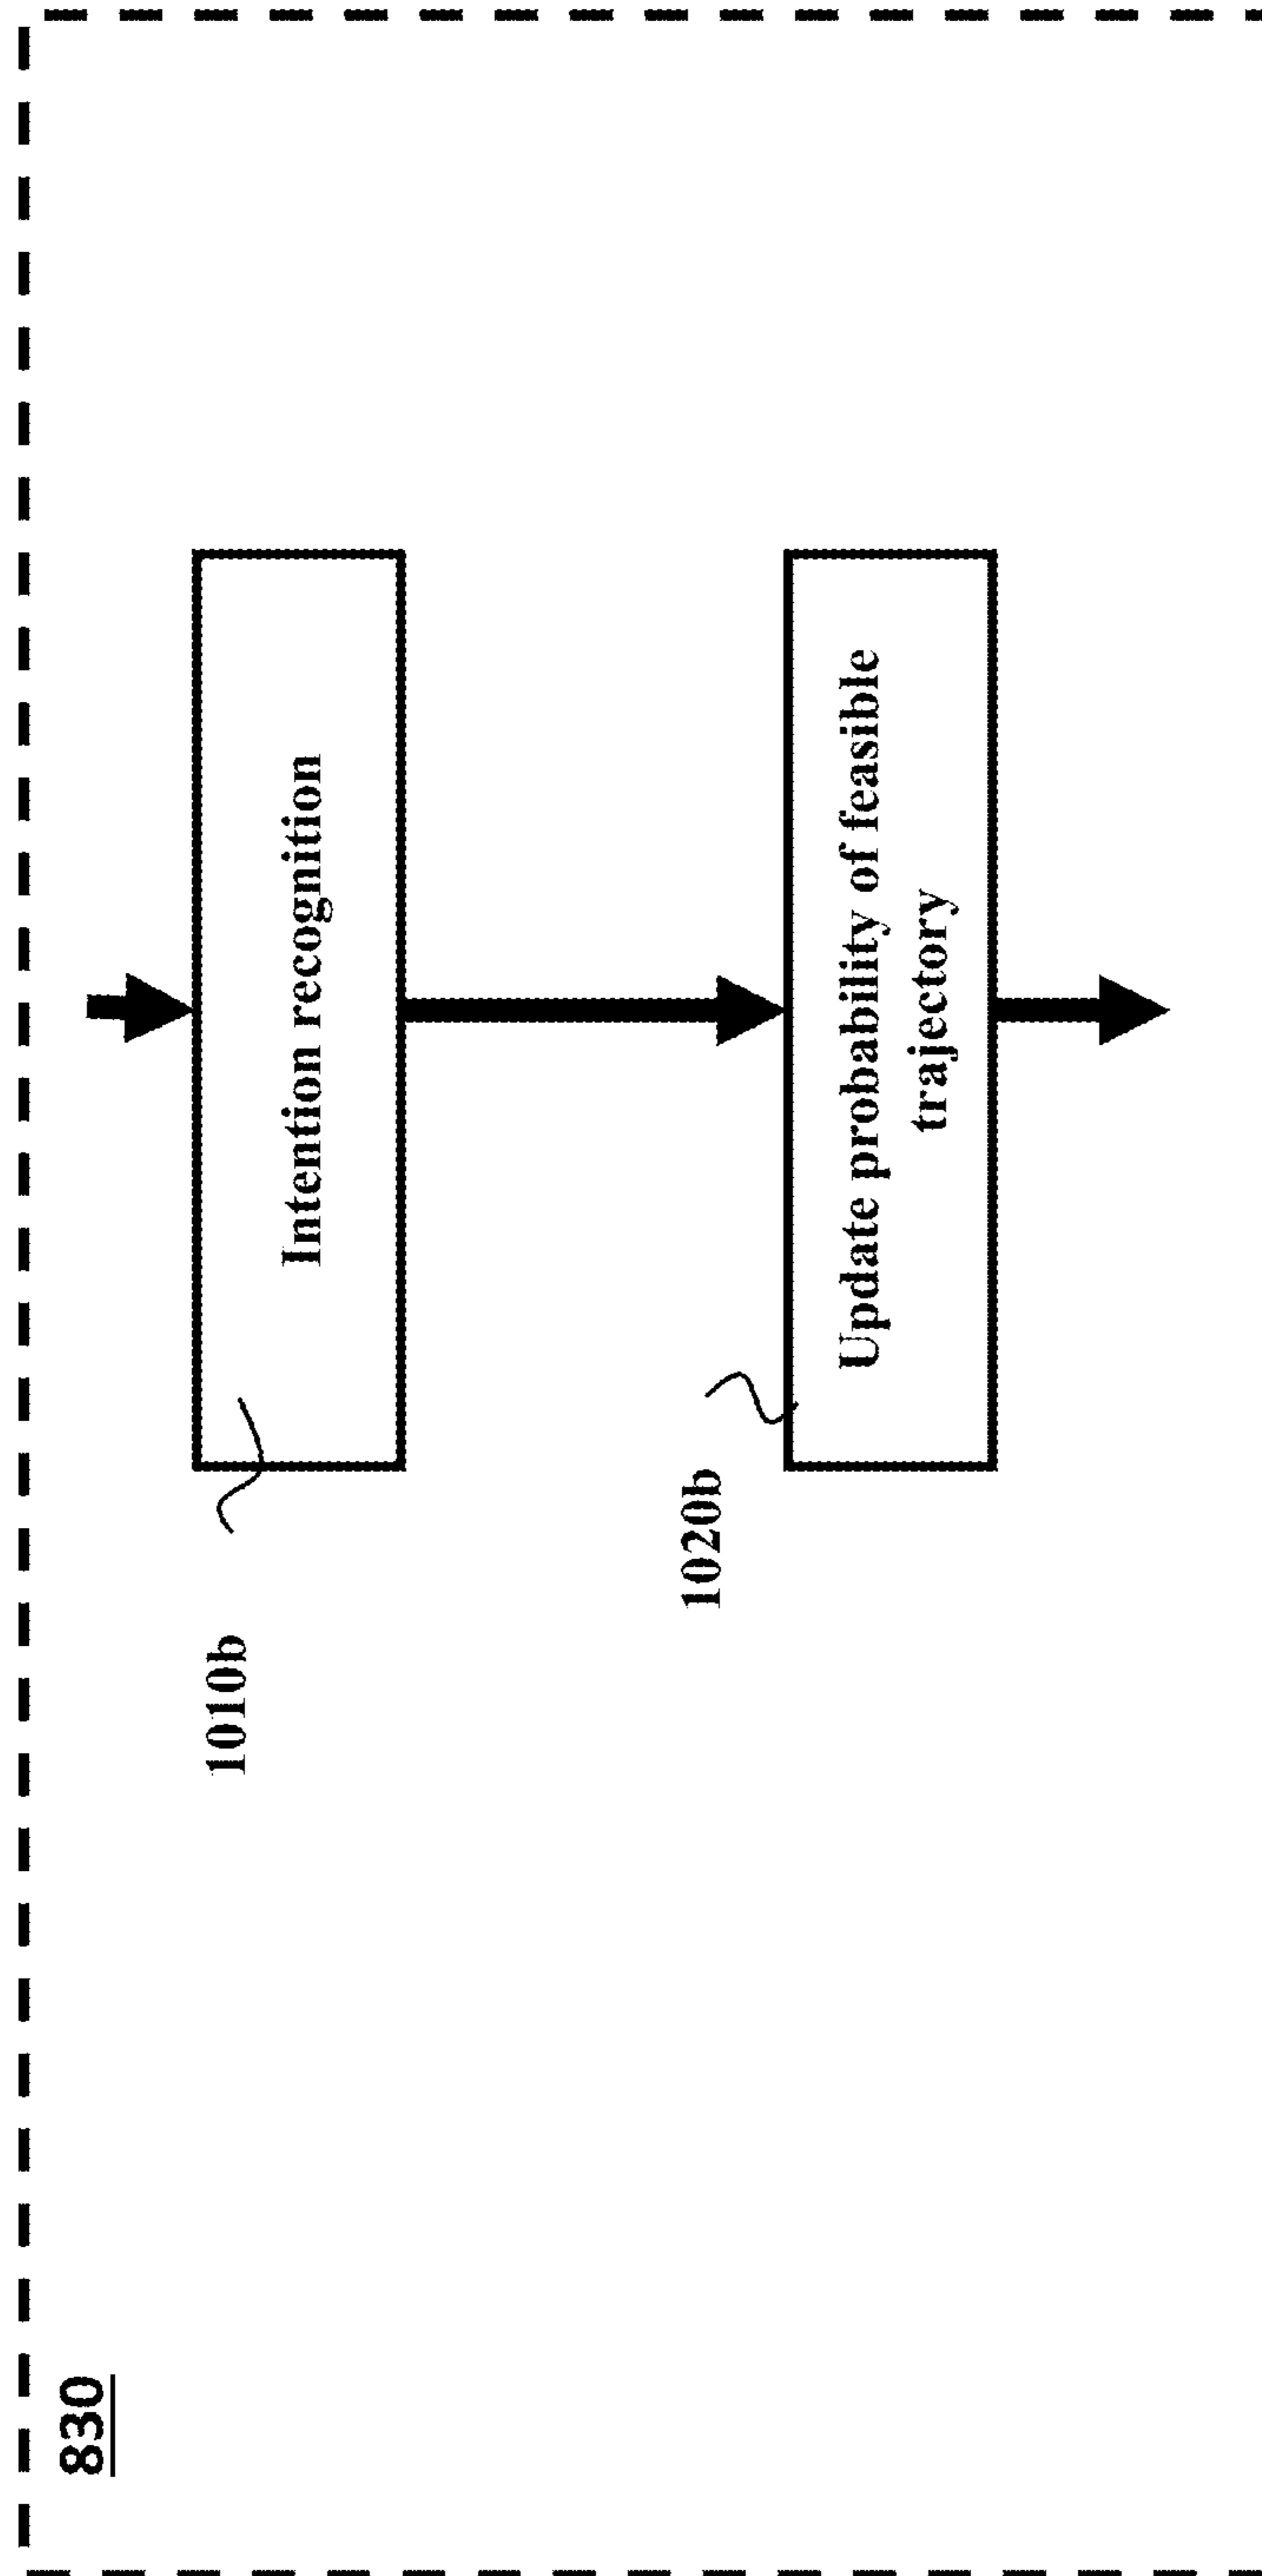 830
1010b
Intention recognition
1020b
Update probability of feasible
trajectory